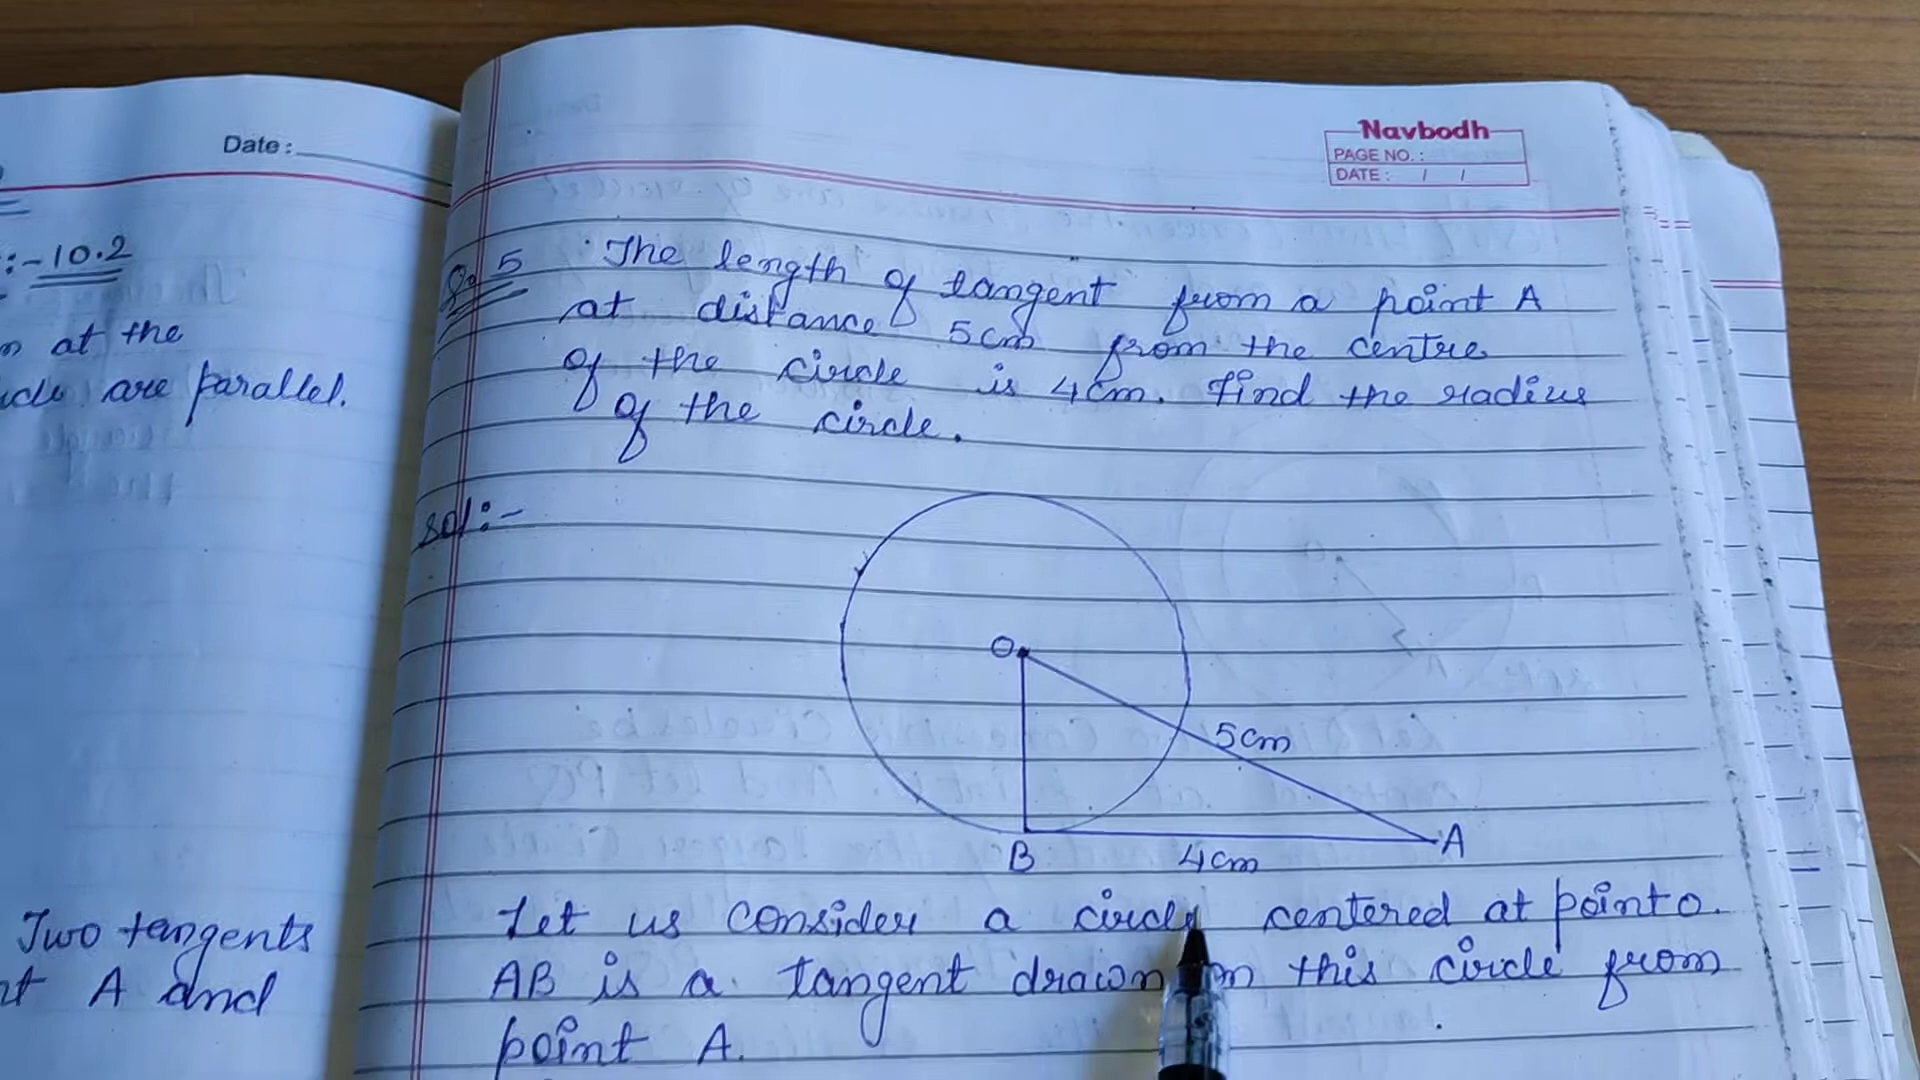 Date :
:- 10.2
at the
are parallel.
Two tangents
A and
Navbodh
PAGE NO. :
DATE : / /
5 The length of tangent from a point A
at distance 5cm from the centre
of the circle is 4cm. find the radius
of the circle.
Sol:-
O
5cm
B 4cm A
Let us consider a circle centered at point O.
AB is a tangent drawn this circle from
point A.